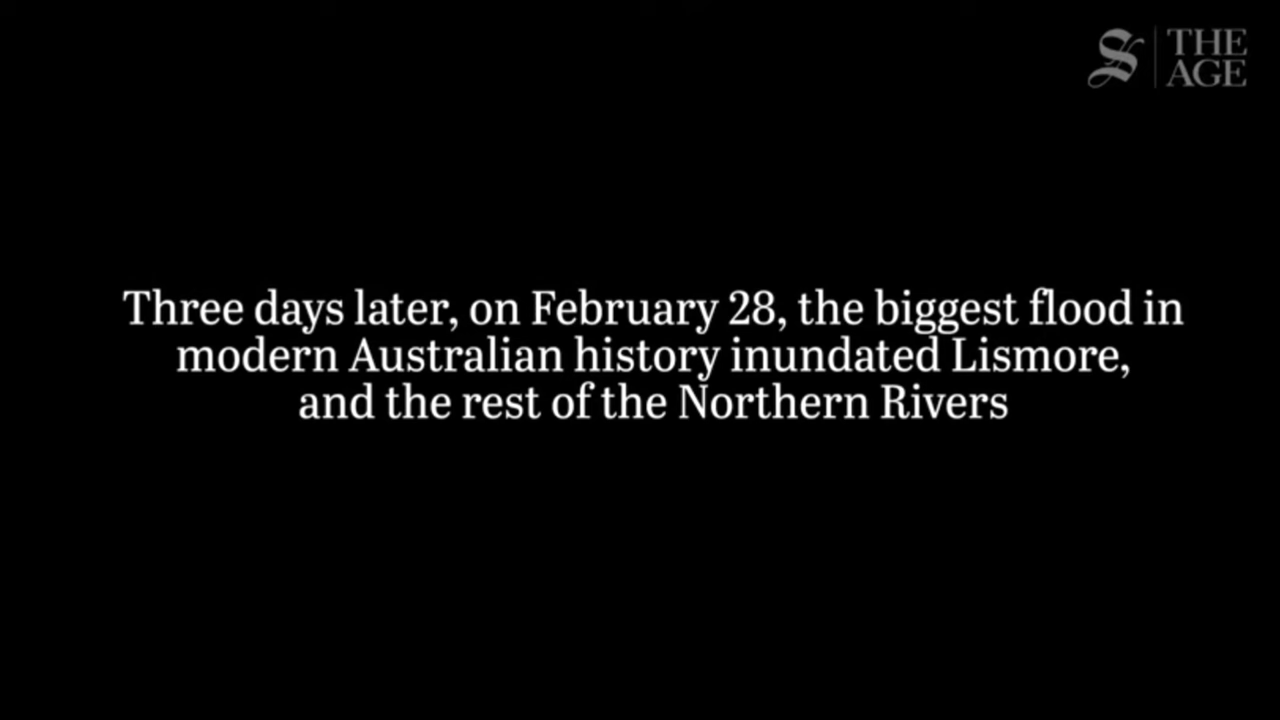 S THE
AGE
Three days later, on February 28, the biggest flood in
modern Australian history inundated Lismore,
and the rest of the Northern Rivers